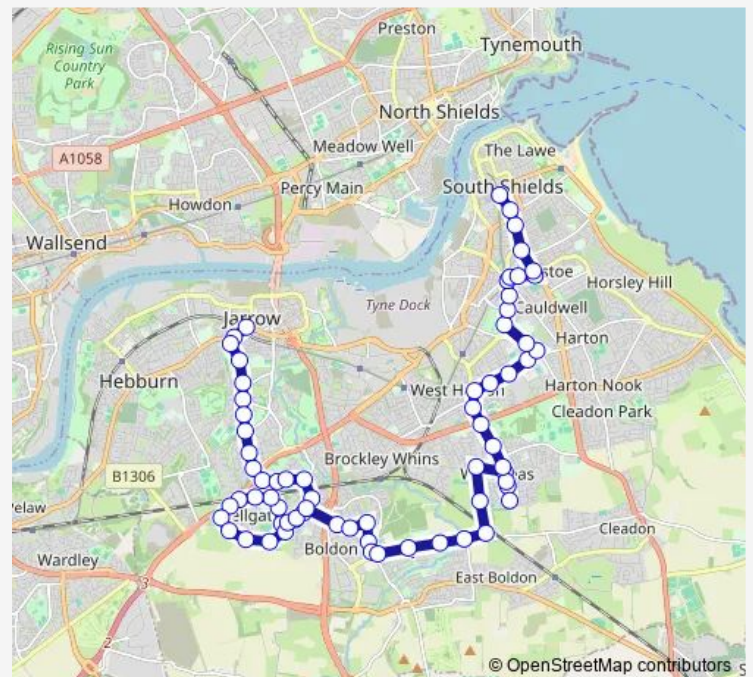 Preston
Rising Sun
Country
Park
Tynemouth
North Shields
A1058
Meadow Well
The Lawe
Percy Main
South Shields
Howdon
Wallsend
Horsley Hill
Tyne Dock
Cauldwell
Jarrow
Harton
Hebburn
Harton Nook
Cleadon Park
Brockley Whins
B1306
Cleadon
Wardley
Boldon
3
East Boldon
2
© OpenStreetMap contributors